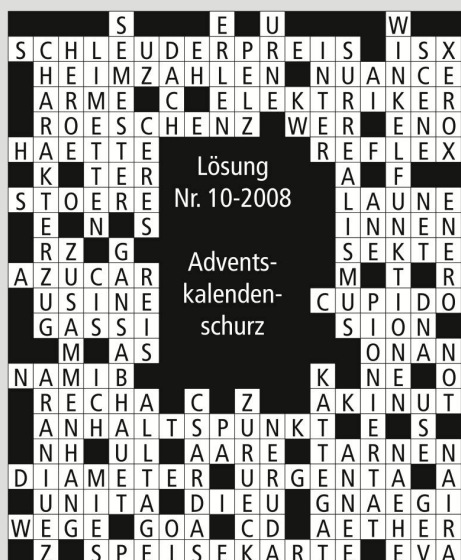 S E U W
SCHLEUDERPREIS ISX
HEIMZAHLEN NUANCE
ARME C ELEKTRIKER
ROESCHENZ WER ENO
HAETTE REFLEX
K TER A F
STOERE LAUNE
E N S INNEN
RZ G SEKTE
AZUCAR M T R
USINE CUPIDO
GASSI SION
M AS ONAN
NAMIB K NE O
RECHA C Z AKINUT
ANHALTSPUNKT E S
NH UL AARE TARNEN
DIAMETER URGENTA A
UNITA DIEU GNAEGI
WEGE GOA CD AETHER
Z SPEISEKARTE EVA
Lösung
Nr. 10-2008
Advents-
kalenden-
schurz